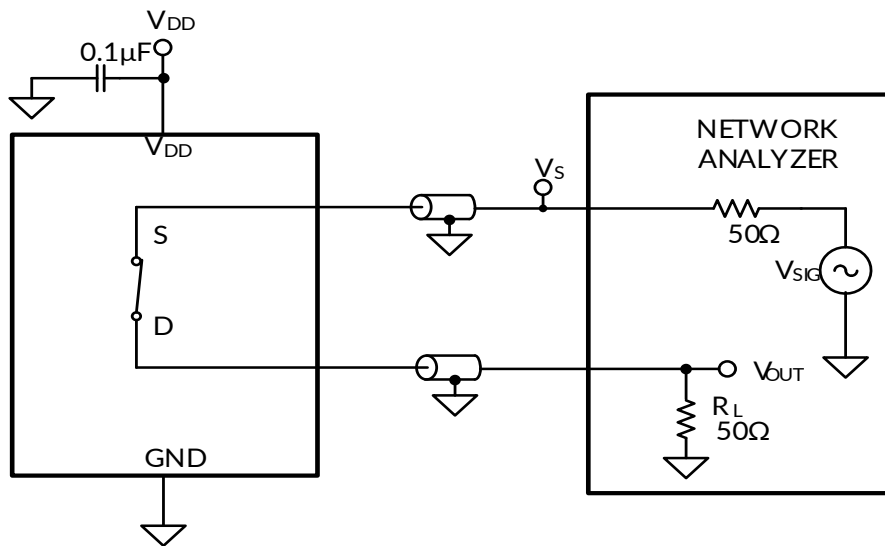 VDD
0.1µF
VDD
NETWORK
ANALYZER
VS
S
50Ω
VSIG
D
VOUT
RL
50Ω
GND